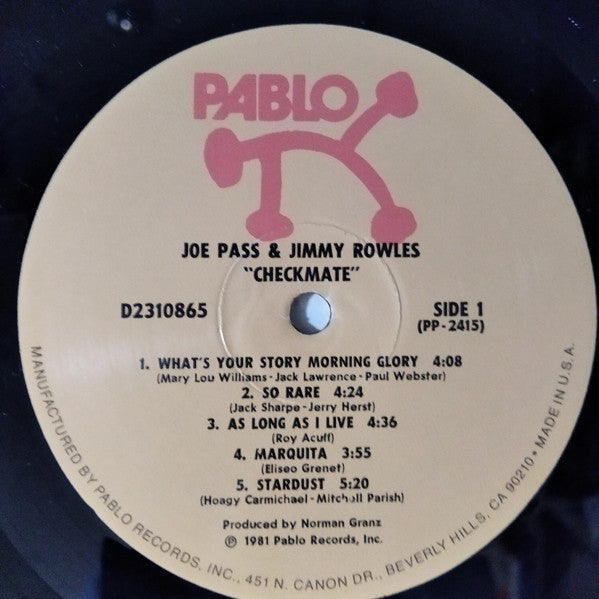 PABLO
JOE PASS & JIMMY ROWLES
"CHECKMATE"
D2310865
SIDE 1
(PP-2415)
1. WHAT'S YOUR STORY MORNING GLORY 4:08
(Mary Lou Williams-Jack Lawrence-Paul Webster)
2. SO RARE 4:24
(Jack Sharpe-Jerry Herst)
3. AS LONG AS I LIVE 4:36
(Roy Acuff)
4. MARQUITA 3:55
(Eliseo Grenet)
5. STARDUST 5:20
(Hoagy Carmichael-Mitchell Parish)
Produced by Norman Granz
℗ 1981 Pablo Records, Inc.
MANUFACTURED BY PABLO RECORDS, INC., 451 N. CANON DR., BEVERLY HILLS, CA 90210 • MADE IN U.S.A.